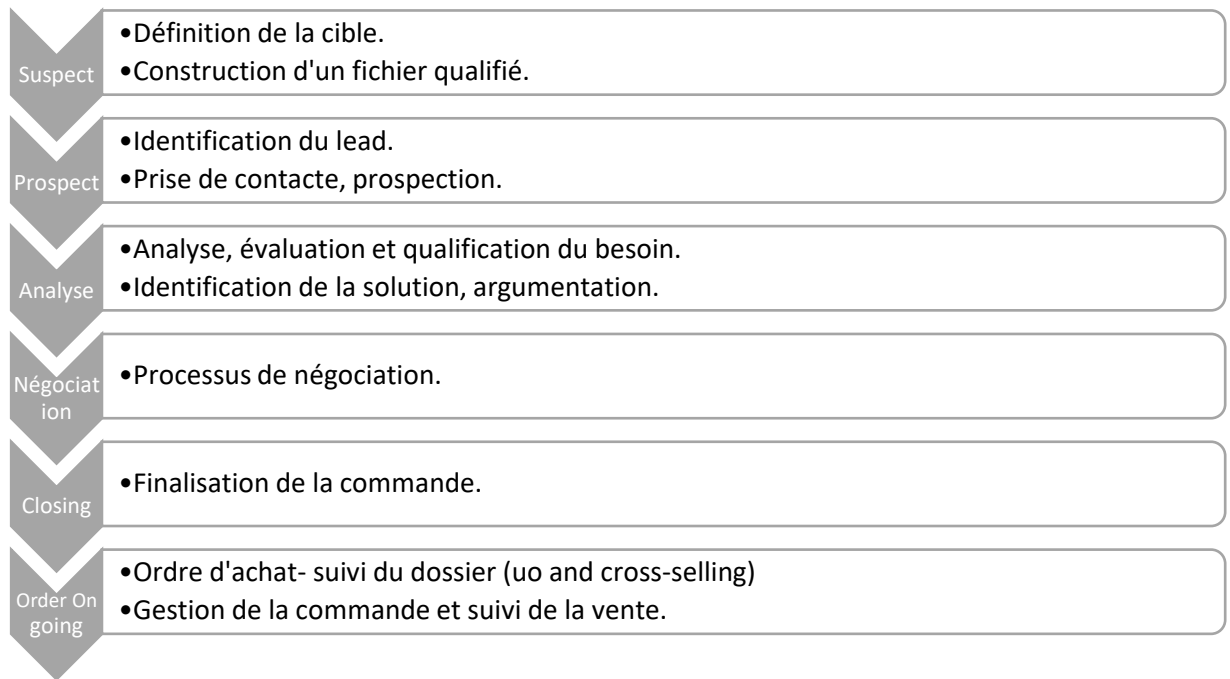 Suspect
•Définition de la cible.
•Construction d'un fichier qualifié.
Prospect
•Identification du lead.
•Prise de contacte, prospection.
Analyse
•Analyse, évaluation et qualification du besoin.
•Identification de la solution, argumentation.
Négociat
ion
•Processus de négociation.
Closing
•Finalisation de la commande.
Order On
going
•Ordre d'achat- suivi du dossier (uo and cross-selling)
•Gestion de la commande et suivi de la vente.